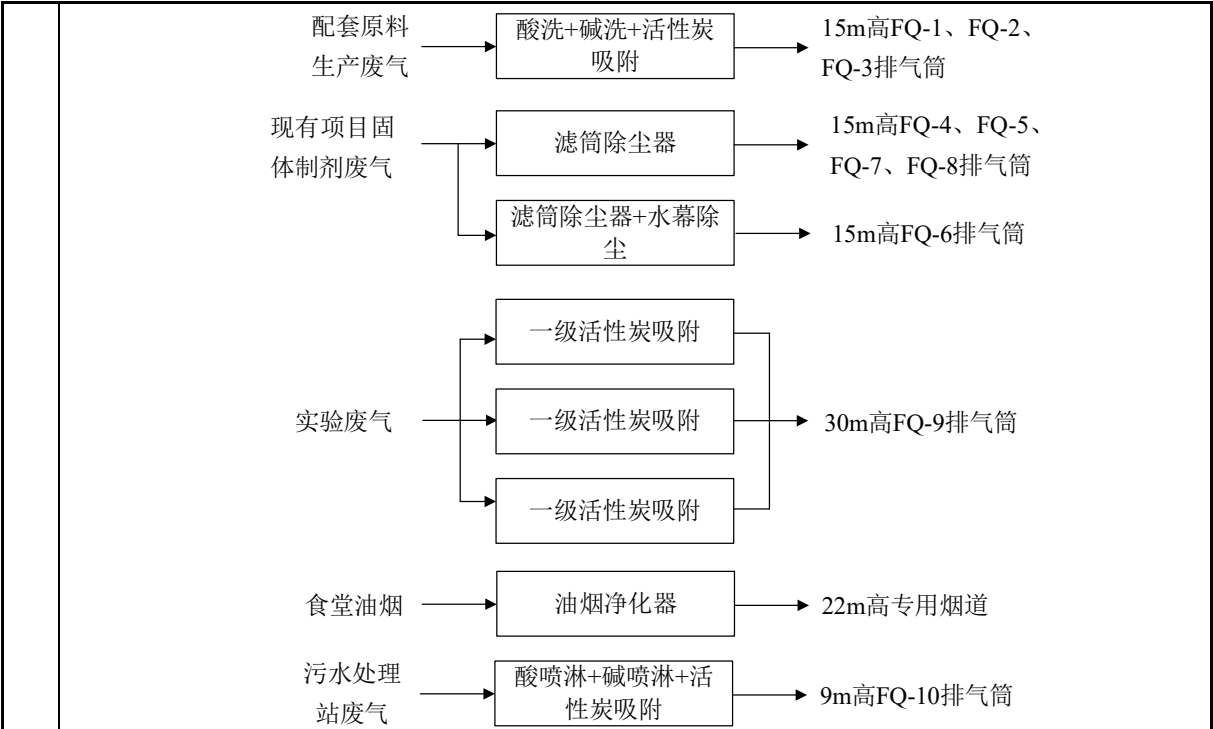 配套原料
生产废气
酸洗+碱洗+活性炭
吸附
15m高FQ-1、FQ-2、
FQ-3排气筒
现有项目固
体制剂废气
滤筒除尘器
15m高FQ-4、FQ-5、
FQ-7、FQ-8排气筒
滤筒除尘器+水幕除
尘
15m高FQ-6排气筒
实验废气
一级活性炭吸附
一级活性炭吸附
一级活性炭吸附
30m高FQ-9排气筒
食堂油烟
油烟净化器
22m高专用烟道
污水处理
站废气
酸喷淋+碱喷淋+活
性炭吸附
9m高FQ-10排气筒